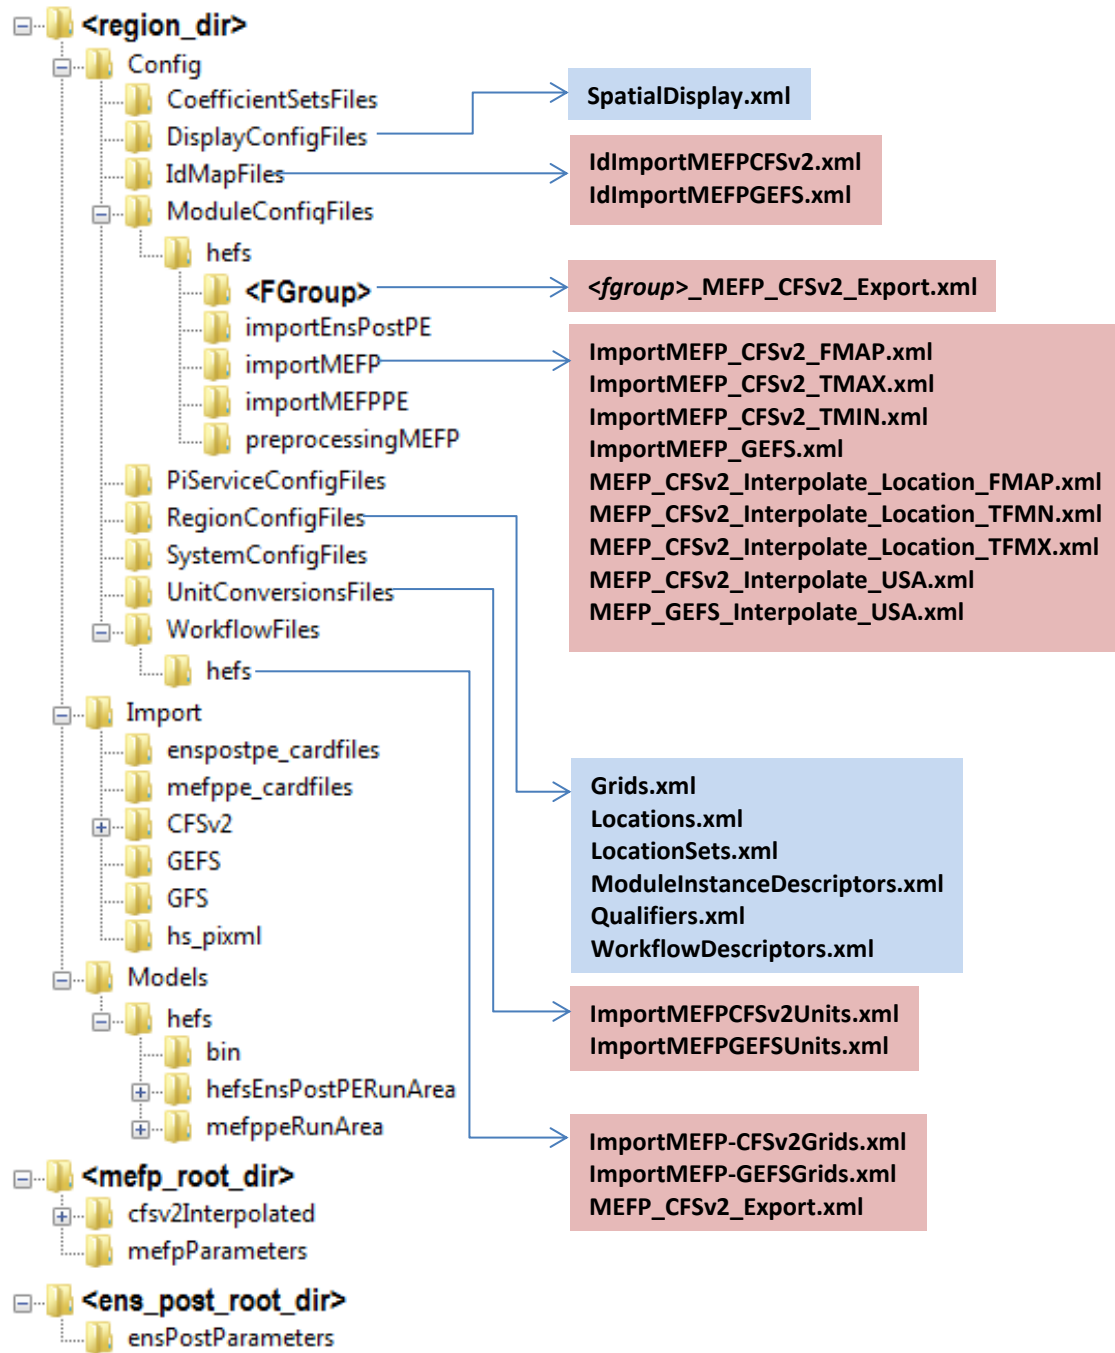 <region_dir>
Config
CoefficientSetsFiles
DisplayConfigFiles
IdMapFiles
ModuleConfigFiles
hefs
<FGroup>
importEnsPostPE
importMEFP
importMEFPPE
preprocessingMEFP
PiServiceConfigFiles
RegionConfigFiles
SystemConfigFiles
UnitConversionsFiles
WorkflowFiles
hefs
Import
enspostpe_cardfiles
mefppe_cardfiles
CFSv2
GEFS
GFS
hs_pixml
Models
hefs
bin
hefsEnsPostPERunArea
mefppeRunArea
<mefp_root_dir>
cfsv2Interpolated
mefpParameters
<ens_post_root_dir>
ensPostParameters
SpatialDisplay.xml
IdImportMEFPCFSv2.xml
IdImportMEFPGEFS.xml
<fgroup>_MEFP_CFSv2_Export.xml
ImportMEFP_CFSv2_FMAP.xml
ImportMEFP_CFSv2_TMAX.xml
ImportMEFP_CFSv2_TMIN.xml
ImportMEFP_GEFS.xml
MEFP_CFSv2_Interpolate_Location_FMAP.xml
MEFP_CFSv2_Interpolate_Location_TFMN.xml
MEFP_CFSv2_Interpolate_Location_TFMX.xml
MEFP_CFSv2_Interpolate_USA.xml
MEFP_GEFS_Interpolate_USA.xml
Grids.xml
Locations.xml
LocationSets.xml
ModuleInstanceDescriptors.xml
Qualifiers.xml
WorkflowDescriptors.xml
ImportMEFPCFSv2Units.xml
ImportMEFPGEFSUnits.xml
ImportMEFP-CFSv2Grids.xml
ImportMEFP-GEFSGrids.xml
MEFP_CFSv2_Export.xml